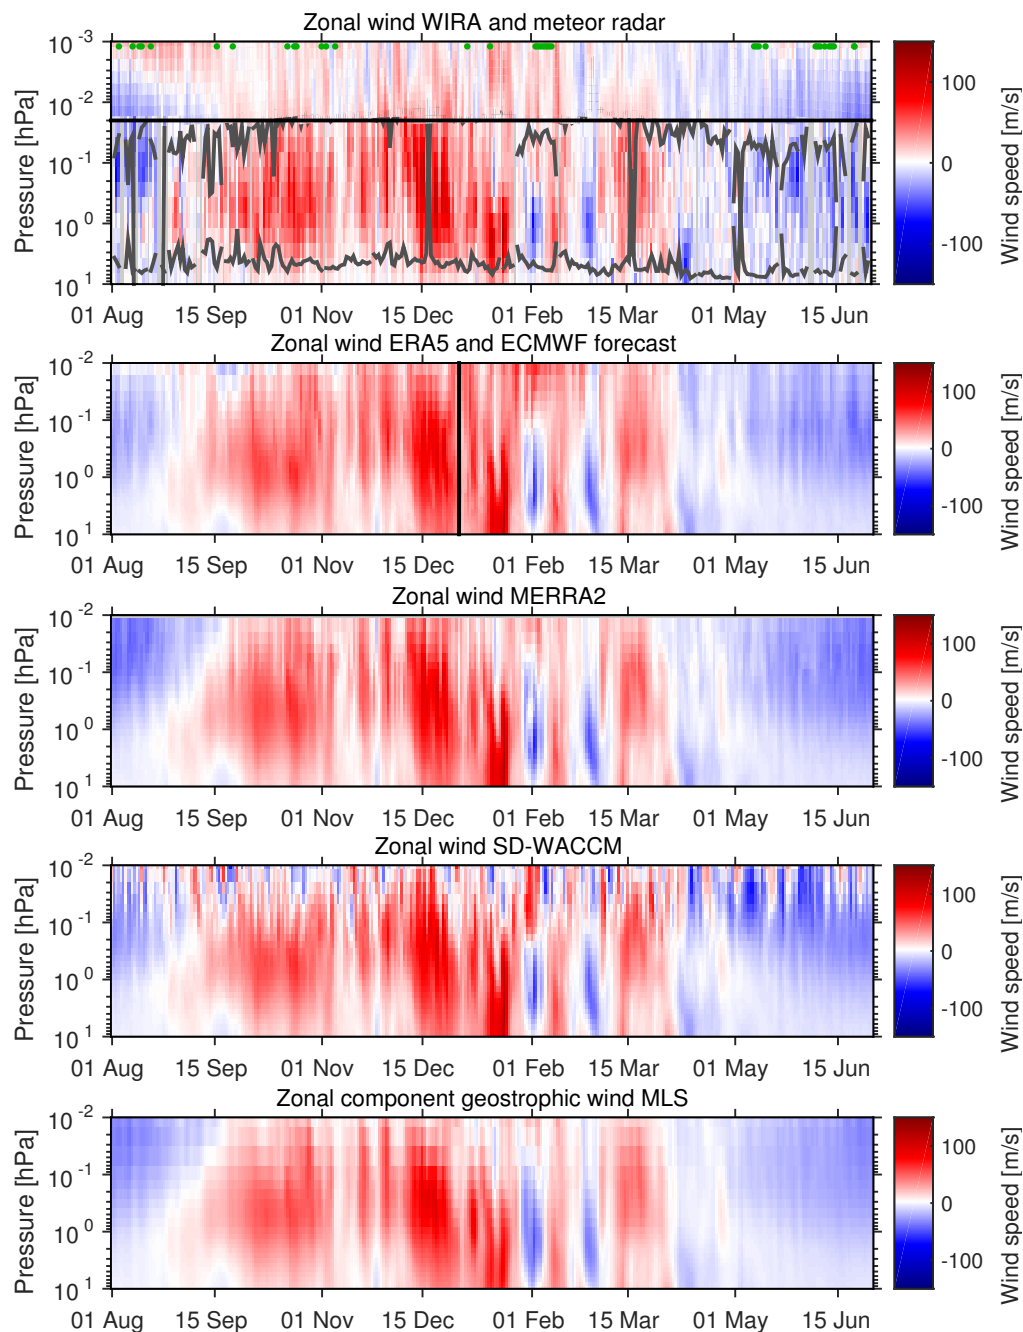 Zonal wind WIRA and meteor radar
10-3
10-2
10-1
10 0
10 1
Pressure [hPa]
01 Aug 15 Sep 01 Nov 15 Dec 01 Feb 15 Mar 01 May 15 Jun
100
0
-100
Wind speed [m/s]
Zonal wind ERA5 and ECMWF forecast
10-2
10-1
10 0
10 1
Pressure [hPa]
01 Aug 15 Sep 01 Nov 15 Dec 01 Feb 15 Mar 01 May 15 Jun
100
0
-100
Wind speed [m/s]
Zonal wind MERRA2
10-2
10-1
10 0
10 1
Pressure [hPa]
01 Aug 15 Sep 01 Nov 15 Dec 01 Feb 15 Mar 01 May 15 Jun
100
0
-100
Wind speed [m/s]
Zonal wind SD-WACCM
10-2
10-1
10 0
10 1
Pressure [hPa]
01 Aug 15 Sep 01 Nov 15 Dec 01 Feb 15 Mar 01 May 15 Jun
100
0
-100
Wind speed [m/s]
Zonal component geostrophic wind MLS
10-2
10-1
10 0
10 1
Pressure [hPa]
01 Aug 15 Sep 01 Nov 15 Dec 01 Feb 15 Mar 01 May 15 Jun
100
0
-100
Wind speed [m/s]